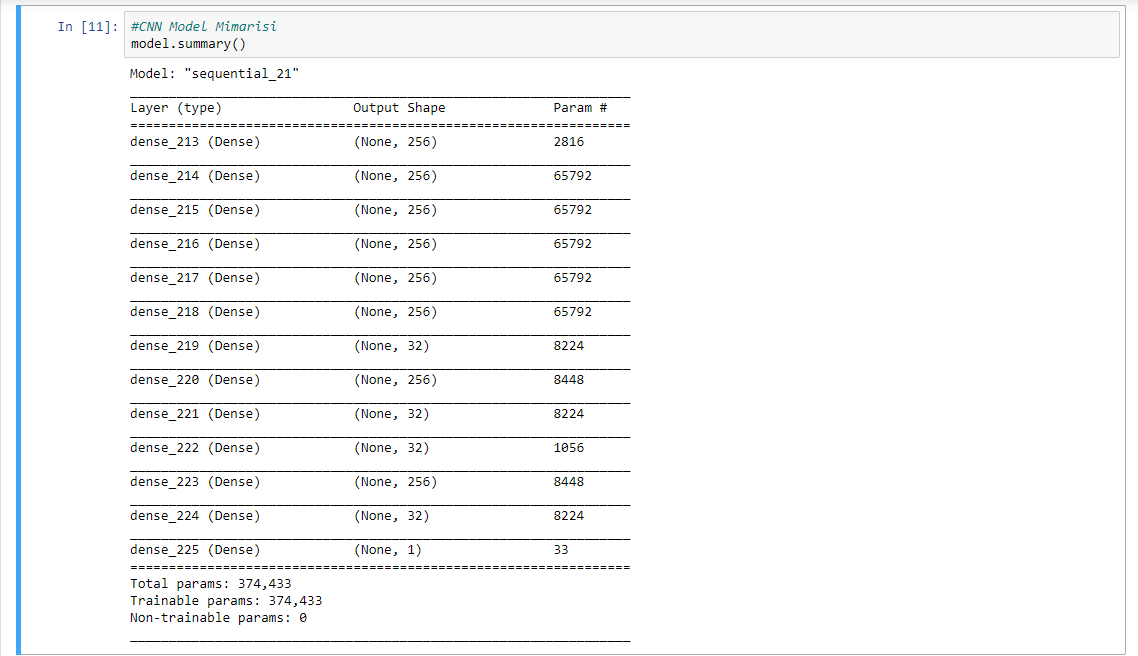 In [11]:
#CNN Model Mimarisi
model.summary()
Model: "sequential_21"
_________________________________________________________________
Layer (type) Output Shape Param #
=================================================================
dense_213 (Dense) (None, 256) 2816
_________________________________________________________________
dense_214 (Dense) (None, 256) 65792
_________________________________________________________________
dense_215 (Dense) (None, 256) 65792
_________________________________________________________________
dense_216 (Dense) (None, 256) 65792
_________________________________________________________________
dense_217 (Dense) (None, 256) 65792
_________________________________________________________________
dense_218 (Dense) (None, 256) 65792
_________________________________________________________________
dense_219 (Dense) (None, 32) 8224
_________________________________________________________________
dense_220 (Dense) (None, 256) 8448
_________________________________________________________________
dense_221 (Dense) (None, 32) 8224
_________________________________________________________________
dense_222 (Dense) (None, 32) 1056
_________________________________________________________________
dense_223 (Dense) (None, 256) 8448
_________________________________________________________________
dense_224 (Dense) (None, 32) 8224
_________________________________________________________________
dense_225 (Dense) (None, 1) 33
=================================================================
Total params: 374,433
Trainable params: 374,433
Non-trainable params: 0
_________________________________________________________________